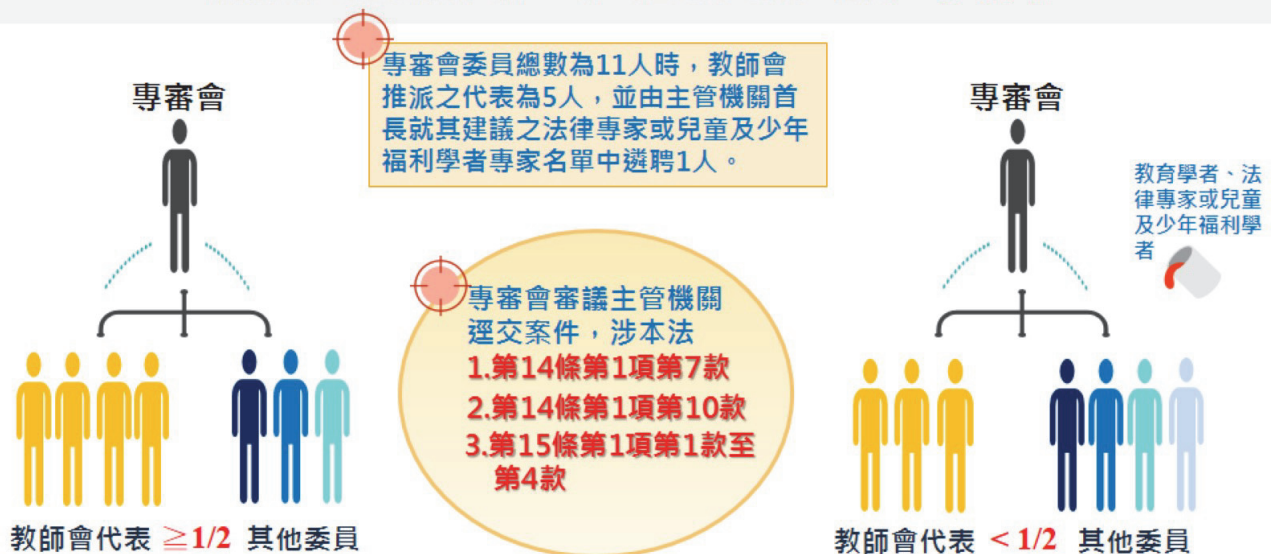 專審會委員總數為11人時，教師會
推派之代表為5人，並由主管機關首
長就其建議之法律專家或兒童及少年
福利學者專家名單中遴聘1人。
專審會
專審會
教育學者、法
律專家或兒童
及少年福利學
者
專審會審議主管機關
逕交案件，涉本法
1.第14條第1項第7款
2.第14條第1項第10款
3.第15條第1項第1款至
第4款
教師會代表 ≧1/2 其他委員
教師會代表 < 1/2 其他委員